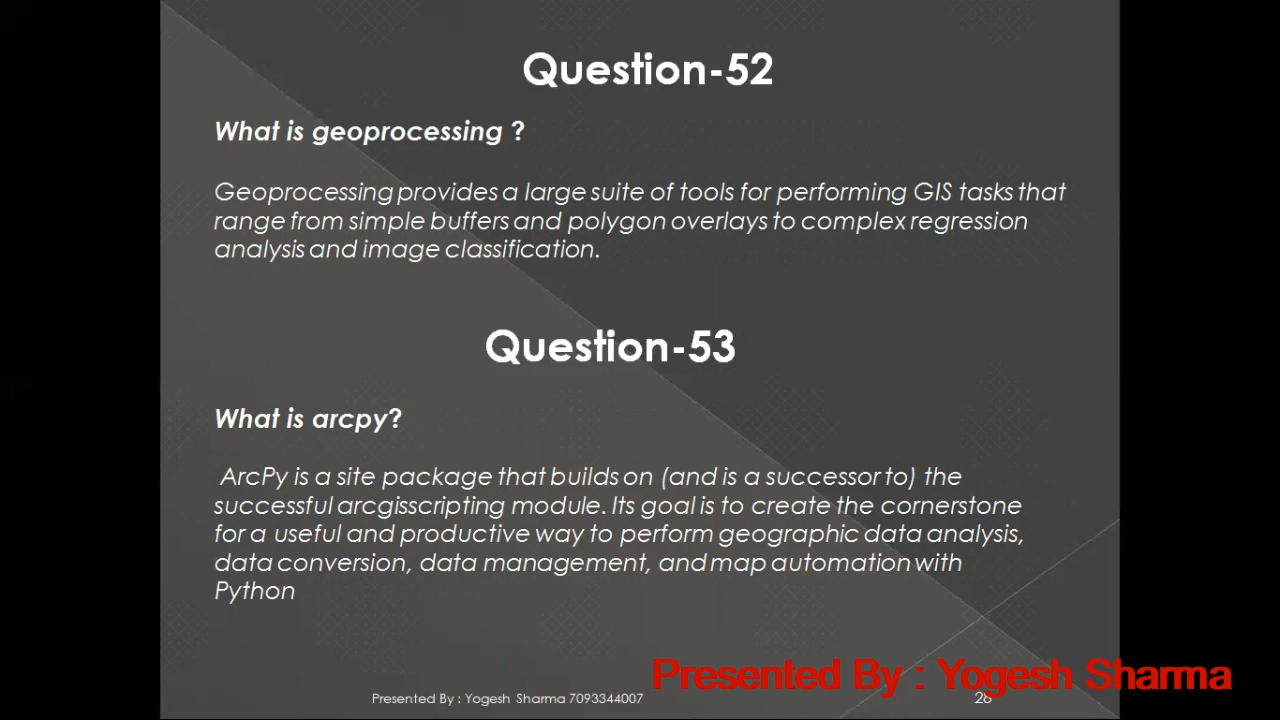 Question-52
What is geoprocessing ?
Geoprocessing provides a large suite of tools for performing GIS tasks that
range from simple buffers and polygon overlays to complex regression
analysis and image classification.
Question-53
What is arcpy?
ArcPy is a site package that builds on (and is a successor to) the
successful arcgisscripting module. Its goal is to create the cornerstone
for a useful and productive way to perform geographic data analysis,
data conversion, data management, and map automation with
Python
Presented By : Yogesh Sharma
Presented By : Yogesh Sharma 7093344007
28